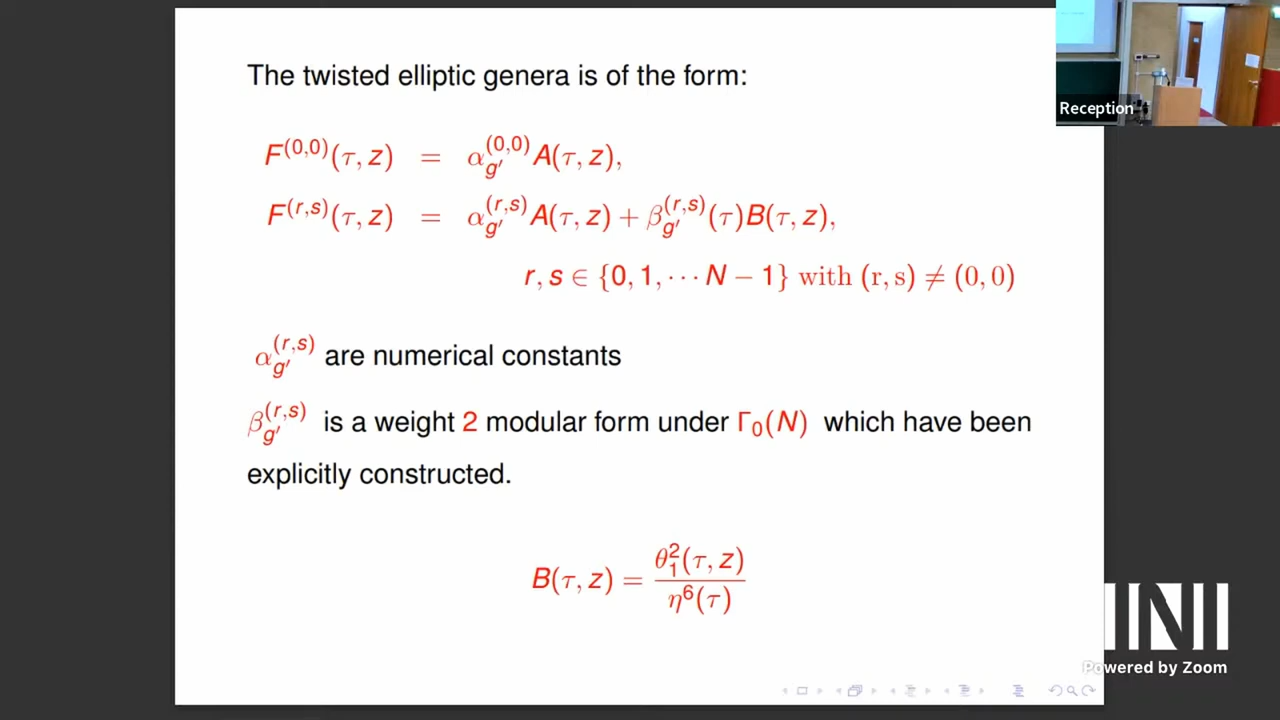 The twisted elliptic genera is of the form:
F^{(0,0)}(τ, z) = α_{g'}^{(0,0)} A(τ, z),
F^{(r,s)}(τ, z) = α_{g'}^{(r,s)} A(τ, z) + β_{g'}^{(r,s)}(τ)B(τ, z),
r, s ∈ {0, 1, ··· N − 1} with (r, s) ≠ (0, 0)
α_{g'}^{(r,s)} are numerical constants
β_{g'}^{(r,s)} is a weight 2 modular form under Γ_0(N) which have been
explicitly constructed.
B(τ, z) = \frac{θ_1^2(τ, z)}{η^6(τ)}
Reception
Powered by Zoom